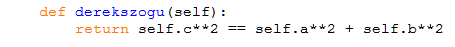 def derekszogu(self):
    return self.c**2 == self.a**2 + self.b**2